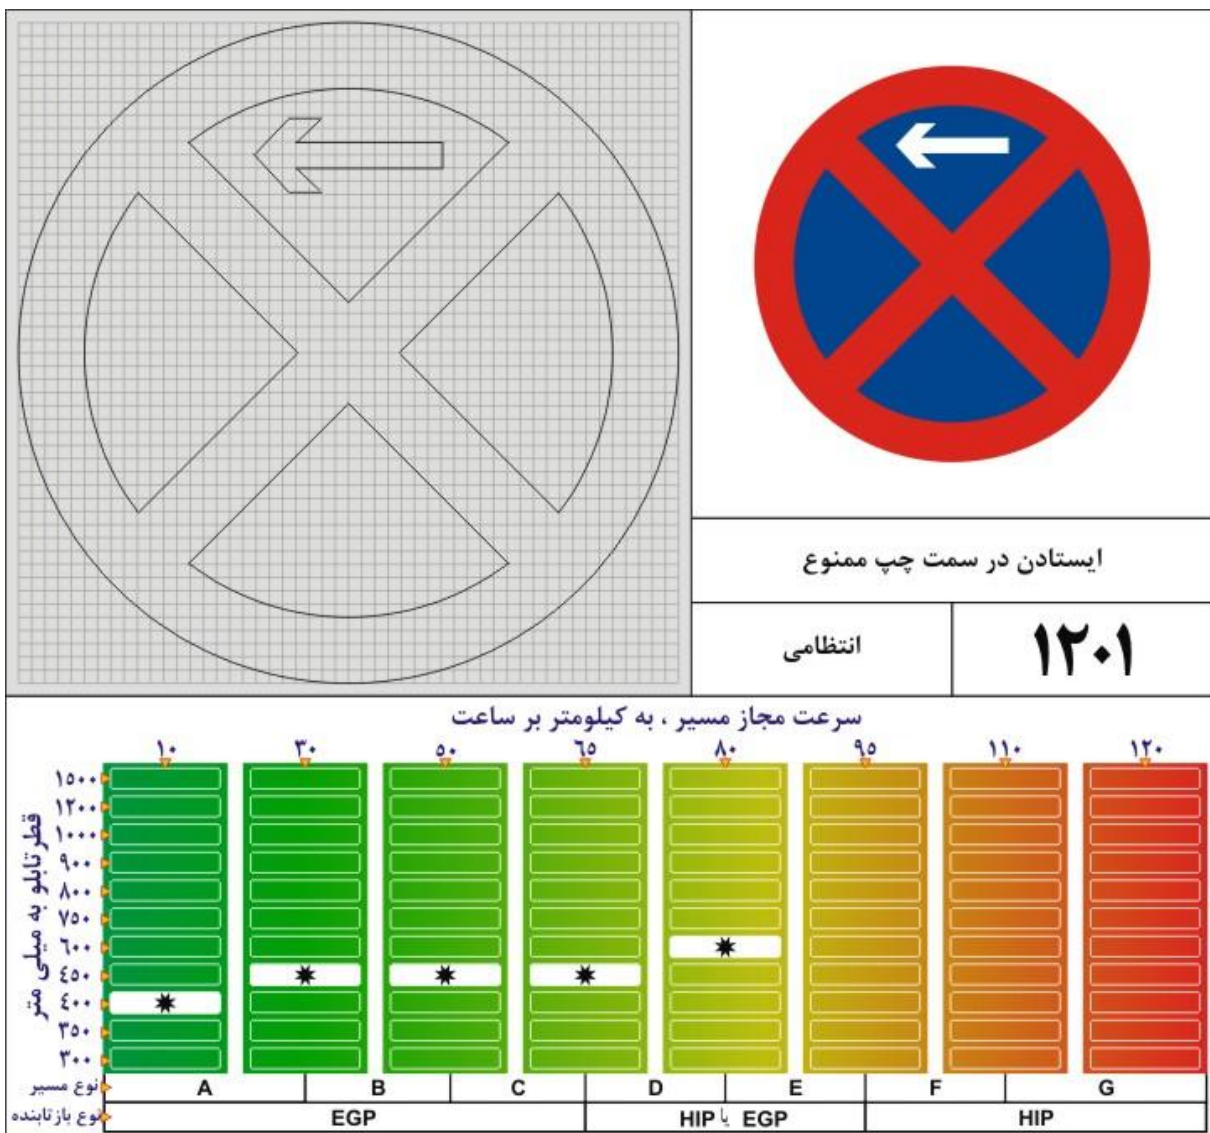 ایستادن در سمت چپ ممنوع
انتظامی
۱۲۰۱
سرعت مجاز مسیر ، به کیلومتر بر ساعت
۱۰ ۳۰ ۵۰ ۶۵ ۸۰ ۹۵ ۱۱۰ ۱۲۰
قطر تابلو به میلی متر
۱۵۰۰
۱۲۰۰
۱۰۰۰
۹۰۰
۸۰۰
۷۵۰
۶۰۰
۴۵۰
۴۰۰
۳۵۰
۳۰۰
نوع مسیر A B C D E F G
نوع بازتابنده EGP HIP یا EGP HIP